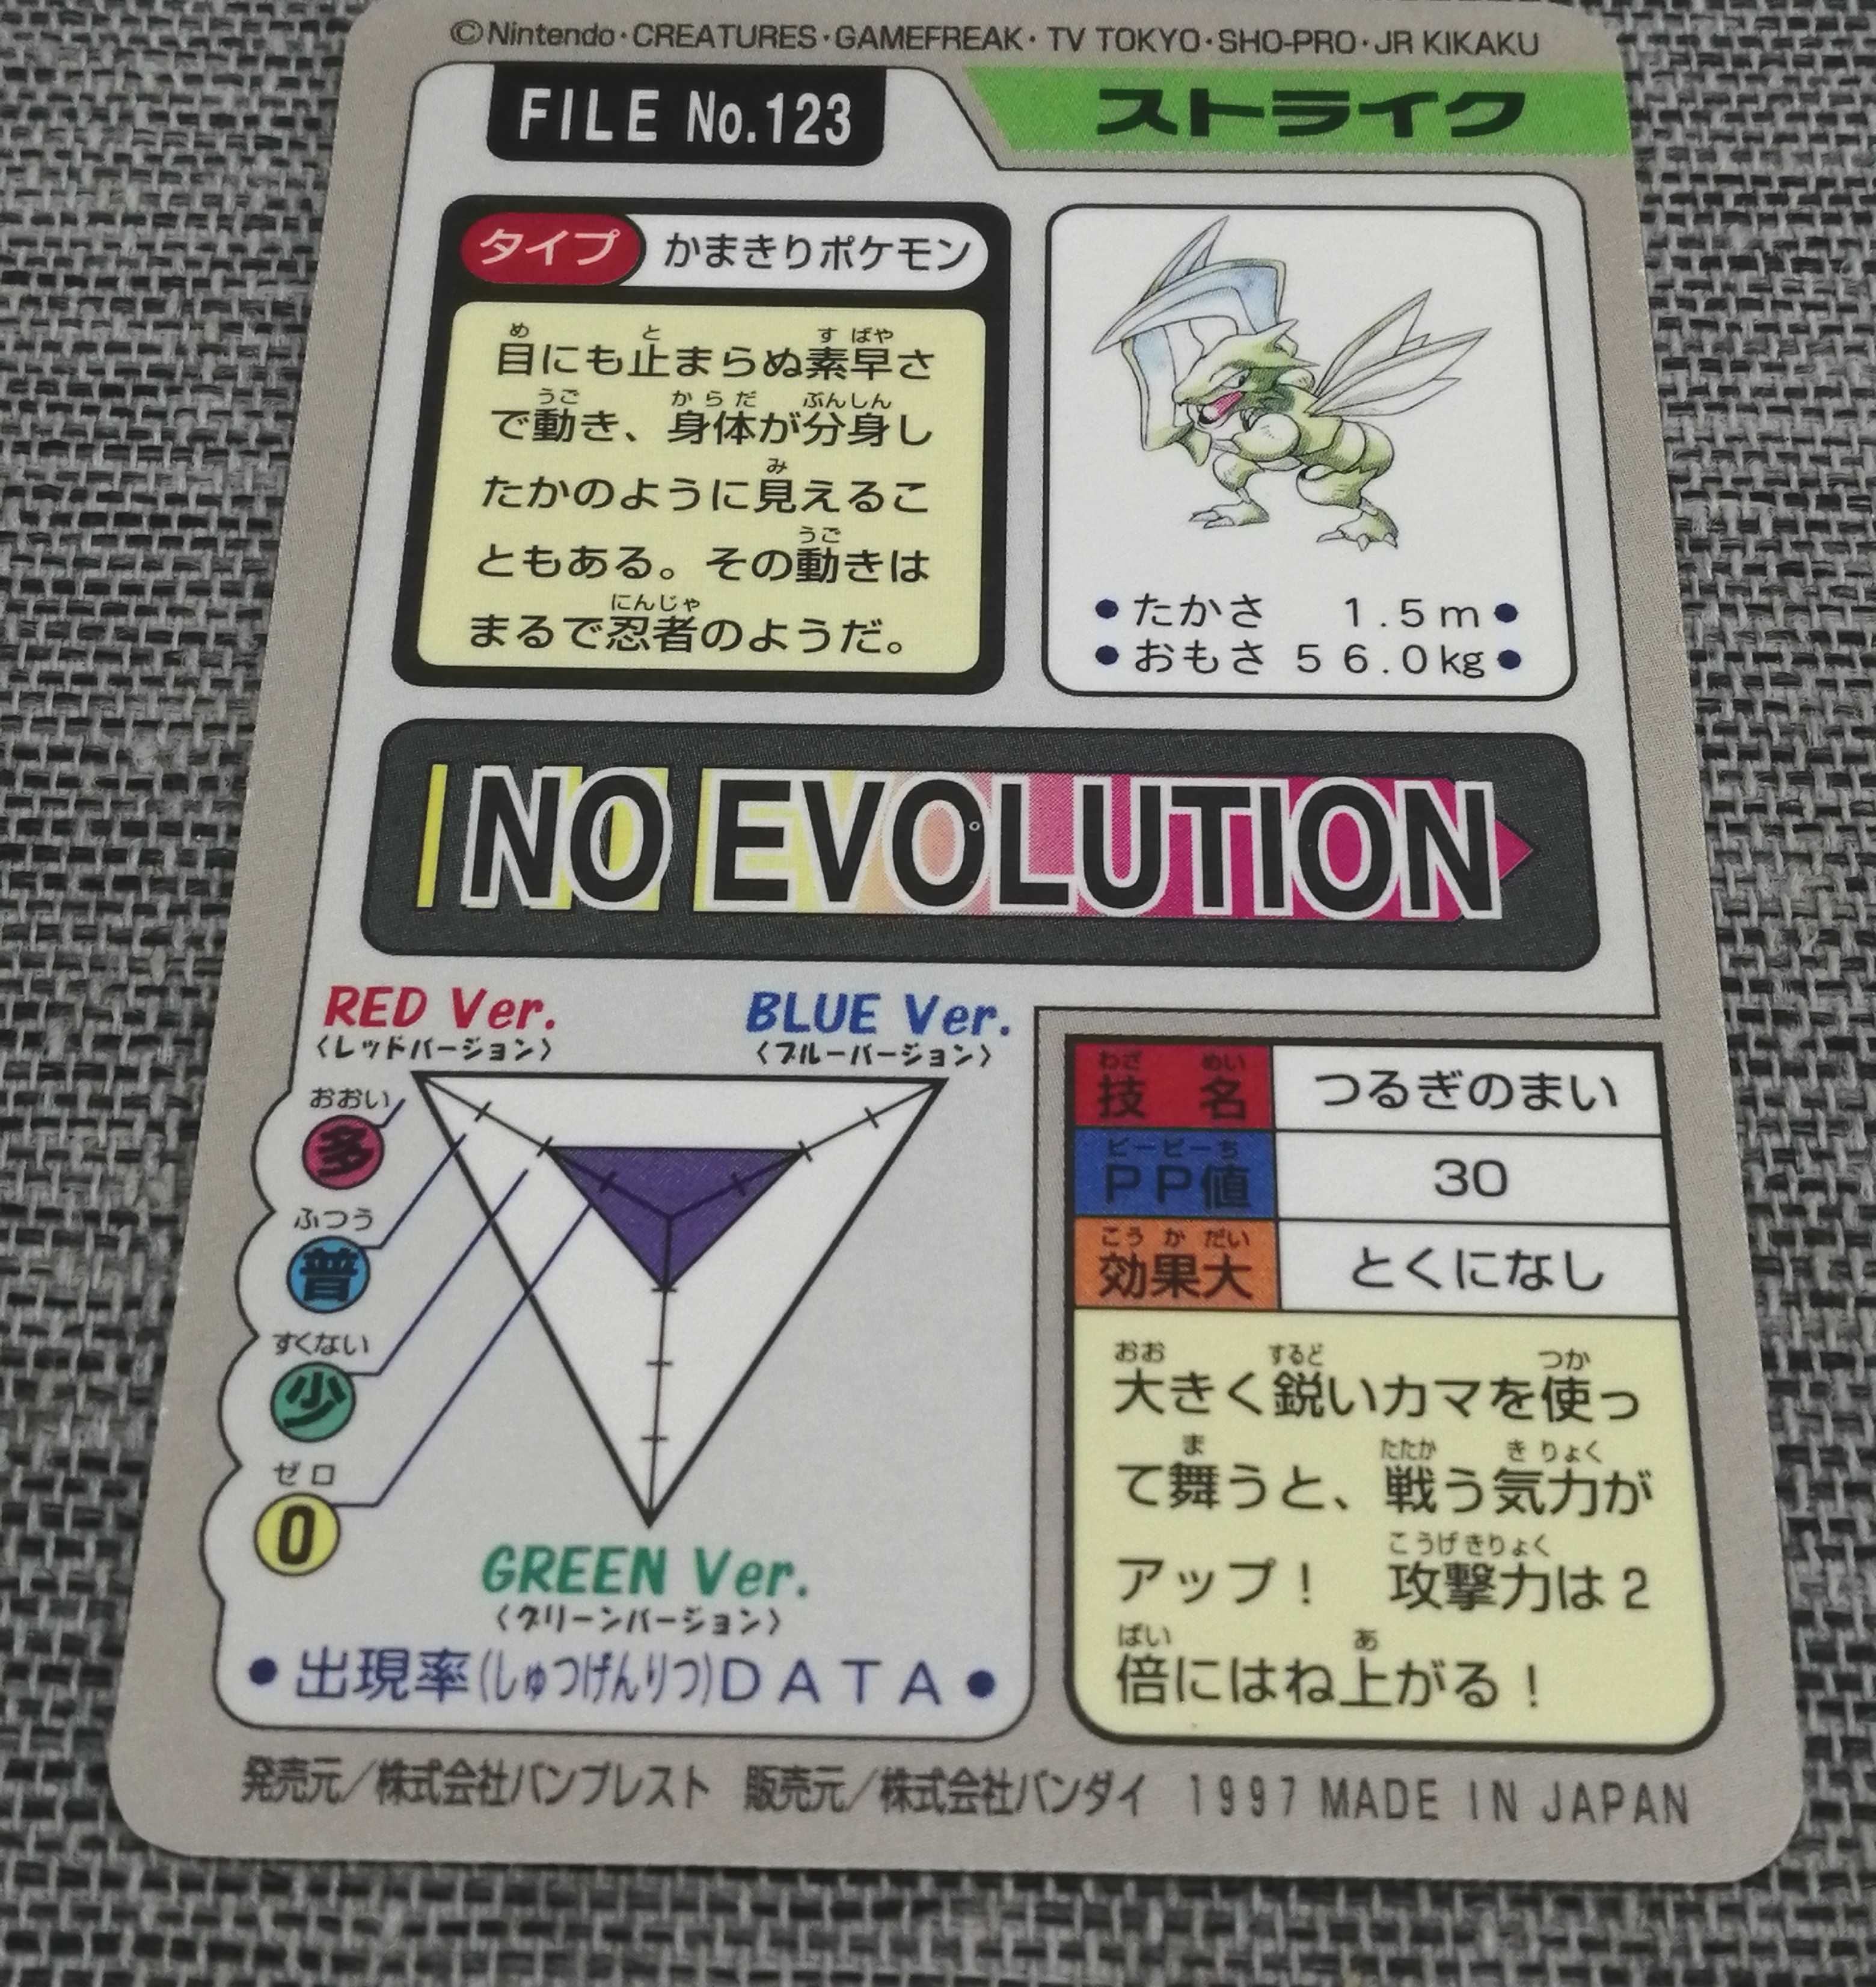 ©Nintendo・CREATURES・GAMEFREAK・TV TOKYO・SHO-PRO・JR KIKAKU
FILE No.123
ストライク
タイプ かまきりポケモン
め と す ばや
目にも止まらぬ素早さ
うご からだ ぶんしん
で動き、身体が分身し
み
たかのように見えるこ
うご
ともある。その動きは
にんじゃ
まるで忍者のようだ。
●たかさ 1.5m●
●おもさ 56.0kg●
NO EVOLUTION
RED Ver.
〈レッドバージョン〉
BLUE Ver.
〈ブルーバージョン〉
おおい
多
ふつう
普
すくない
少
ゼロ
0
GREEN Ver.
〈グリーンバージョン〉
●出現率(しゅつげんりつ)DATA●
わざ めい
技名 つるぎのまい
ピーピーち
PP値 30
こうかだい
効果大 とくになし
おお するど つか
大きく鋭いカマを使っ
ま たたか きりょく
て舞うと、戦う気力が
こうげきりょく
アップ! 攻撃力は2
ばい あ
倍にはね上がる!
発売元/株式会社バンプレスト 販売元/株式会社バンダイ 1997 MADE IN JAPAN